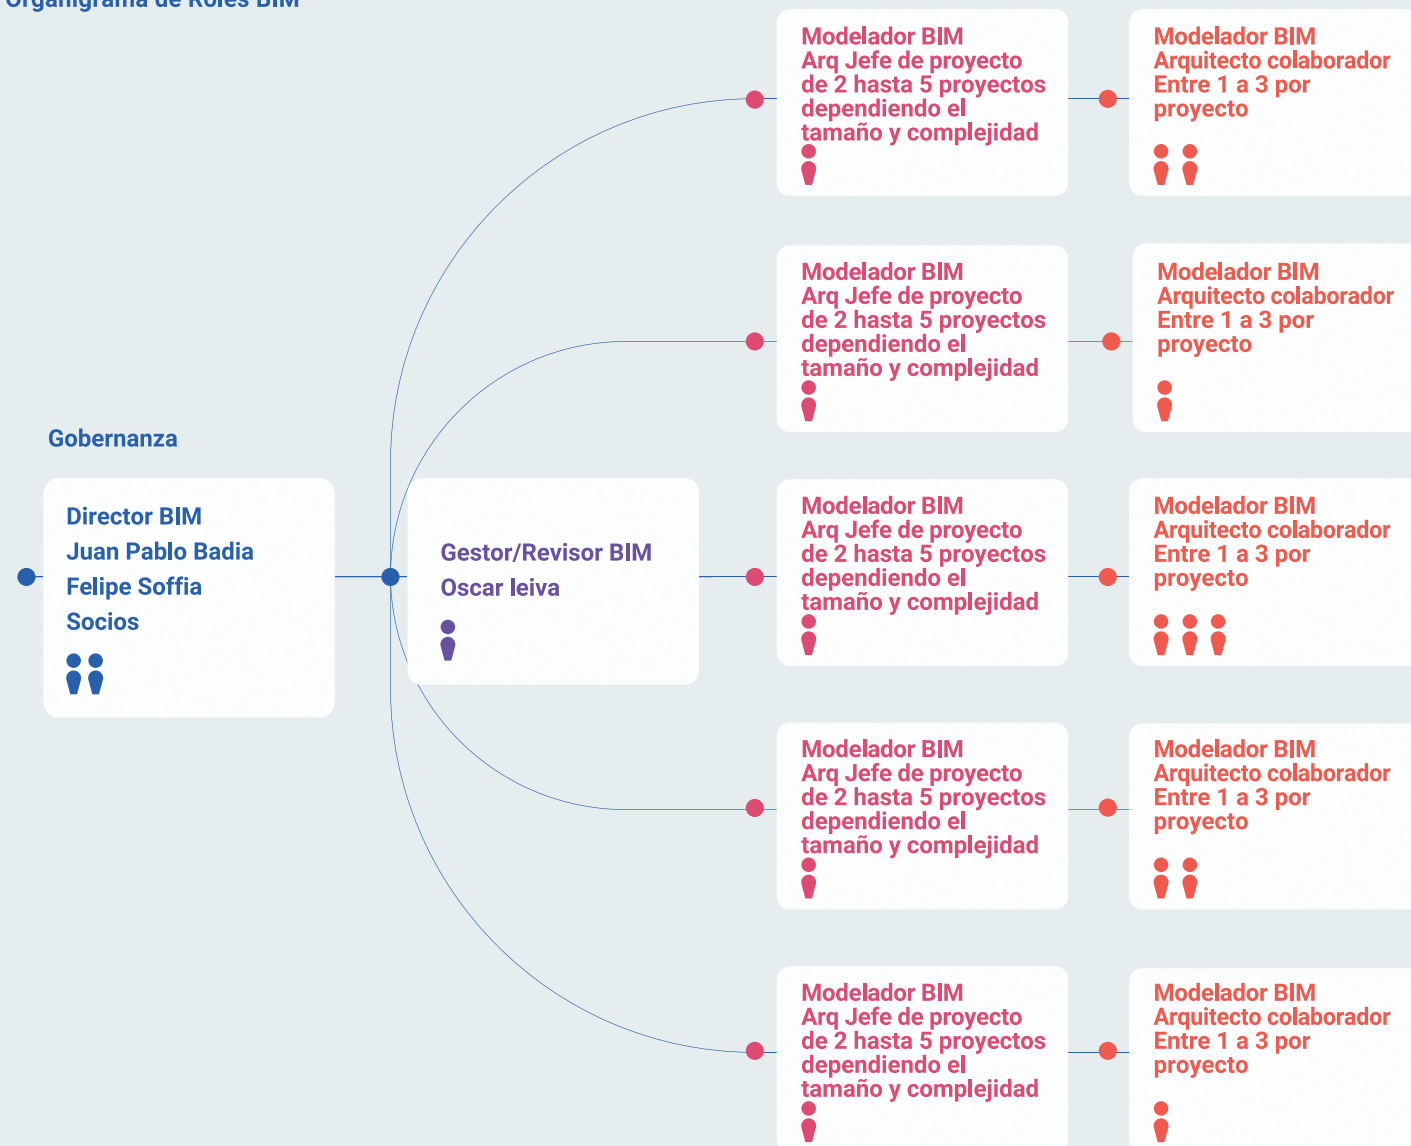 Organigrama de Roles BIM
Gobernanza
Director BIM
Juan Pablo Badia
Felipe Soffia
Socios
Gestor/Revisor BIM
Oscar leiva
Modelador BIM
Arq Jefe de proyecto
de 2 hasta 5 proyectos
dependiendo el
tamaño y complejidad
Modelador BIM
Arquitecto colaborador
Entre 1 a 3 por
proyecto
Modelador BIM
Arq Jefe de proyecto
de 2 hasta 5 proyectos
dependiendo el
tamaño y complejidad
Modelador BIM
Arquitecto colaborador
Entre 1 a 3 por
proyecto
Modelador BIM
Arq Jefe de proyecto
de 2 hasta 5 proyectos
dependiendo el
tamaño y complejidad
Modelador BIM
Arquitecto colaborador
Entre 1 a 3 por
proyecto
Modelador BIM
Arq Jefe de proyecto
de 2 hasta 5 proyectos
dependiendo el
tamaño y complejidad
Modelador BIM
Arquitecto colaborador
Entre 1 a 3 por
proyecto
Modelador BIM
Arq Jefe de proyecto
de 2 hasta 5 proyectos
dependiendo el
tamaño y complejidad
Modelador BIM
Arquitecto colaborador
Entre 1 a 3 por
proyecto